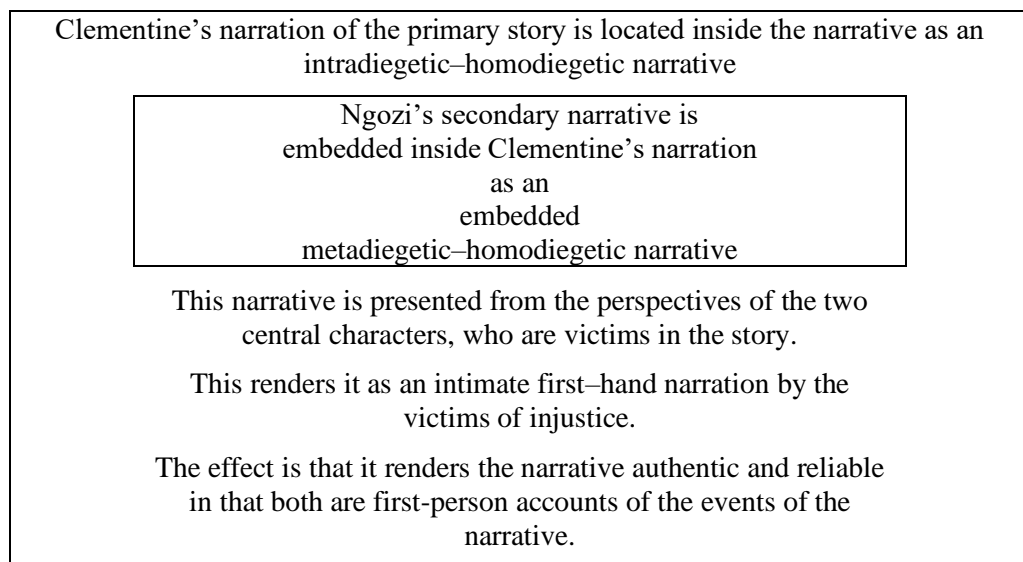 Clementine’s narration of the primary story is located inside the narrative as an
intradiegetic–homodiegetic narrative
Ngozi’s secondary narrative is
embedded inside Clementine’s narration
as an
embedded
metadiegetic–homodiegetic narrative
This narrative is presented from the perspectives of the two
central characters, who are victims in the story.
This renders it as an intimate first–hand narration by the
victims of injustice.
The effect is that it renders the narrative authentic and reliable
in that both are first-person accounts of the events of the
narrative.